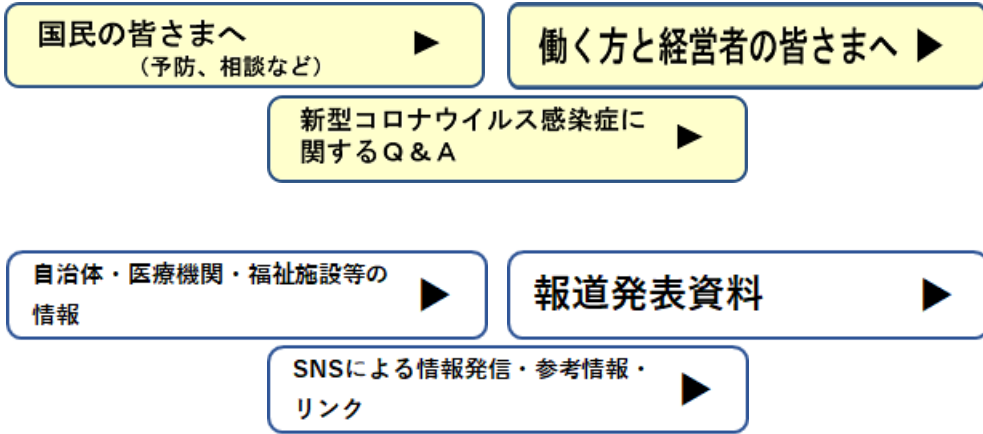 国民の皆さまへ
（予防、相談など）
働く方と経営者の皆さまへ
新型コロナウイルス感染症に
関するＱ＆Ａ
自治体・医療機関・福祉施設等の
情報
報道発表資料
SNSによる情報発信・参考情報・
リンク